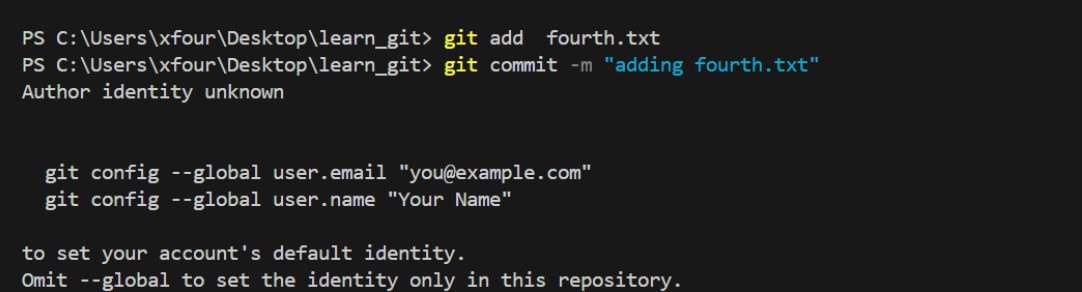 PS C:\Users\xfour\Desktop\learn_git> git add  fourth.txt
PS C:\Users\xfour\Desktop\learn_git> git commit -m "adding fourth.txt"
Author identity unknown
git config --global user.email "you@example.com"
git config --global user.name "Your Name"
to set your account's default identity.
Omit --global to set the identity only in this repository.